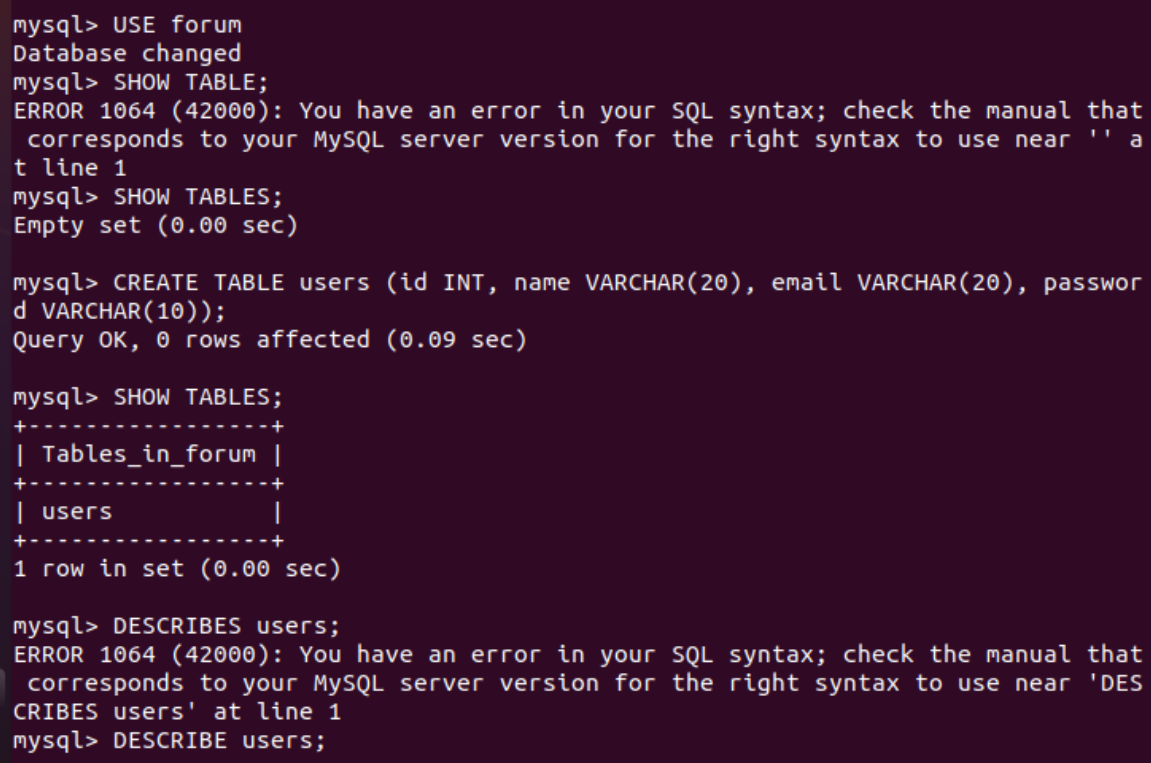 mysql> USE forum
Database changed
mysql> SHOW TABLE;
ERROR 1064 (42000): You have an error in your SQL syntax; check the manual that
 corresponds to your MySQL server version for the right syntax to use near '' a
t line 1
mysql> SHOW TABLES;
Empty set (0.00 sec)

mysql> CREATE TABLE users (id INT, name VARCHAR(20), email VARCHAR(20), passwor
d VARCHAR(10));
Query OK, 0 rows affected (0.09 sec)

mysql> SHOW TABLES;
+-----------------+
| Tables_in_forum |
+-----------------+
| users           |
+-----------------+
1 row in set (0.00 sec)

mysql> DESCRIBES users;
ERROR 1064 (42000): You have an error in your SQL syntax; check the manual that
 corresponds to your MySQL server version for the right syntax to use near 'DES
CRIBES users' at line 1
mysql> DESCRIBE users;